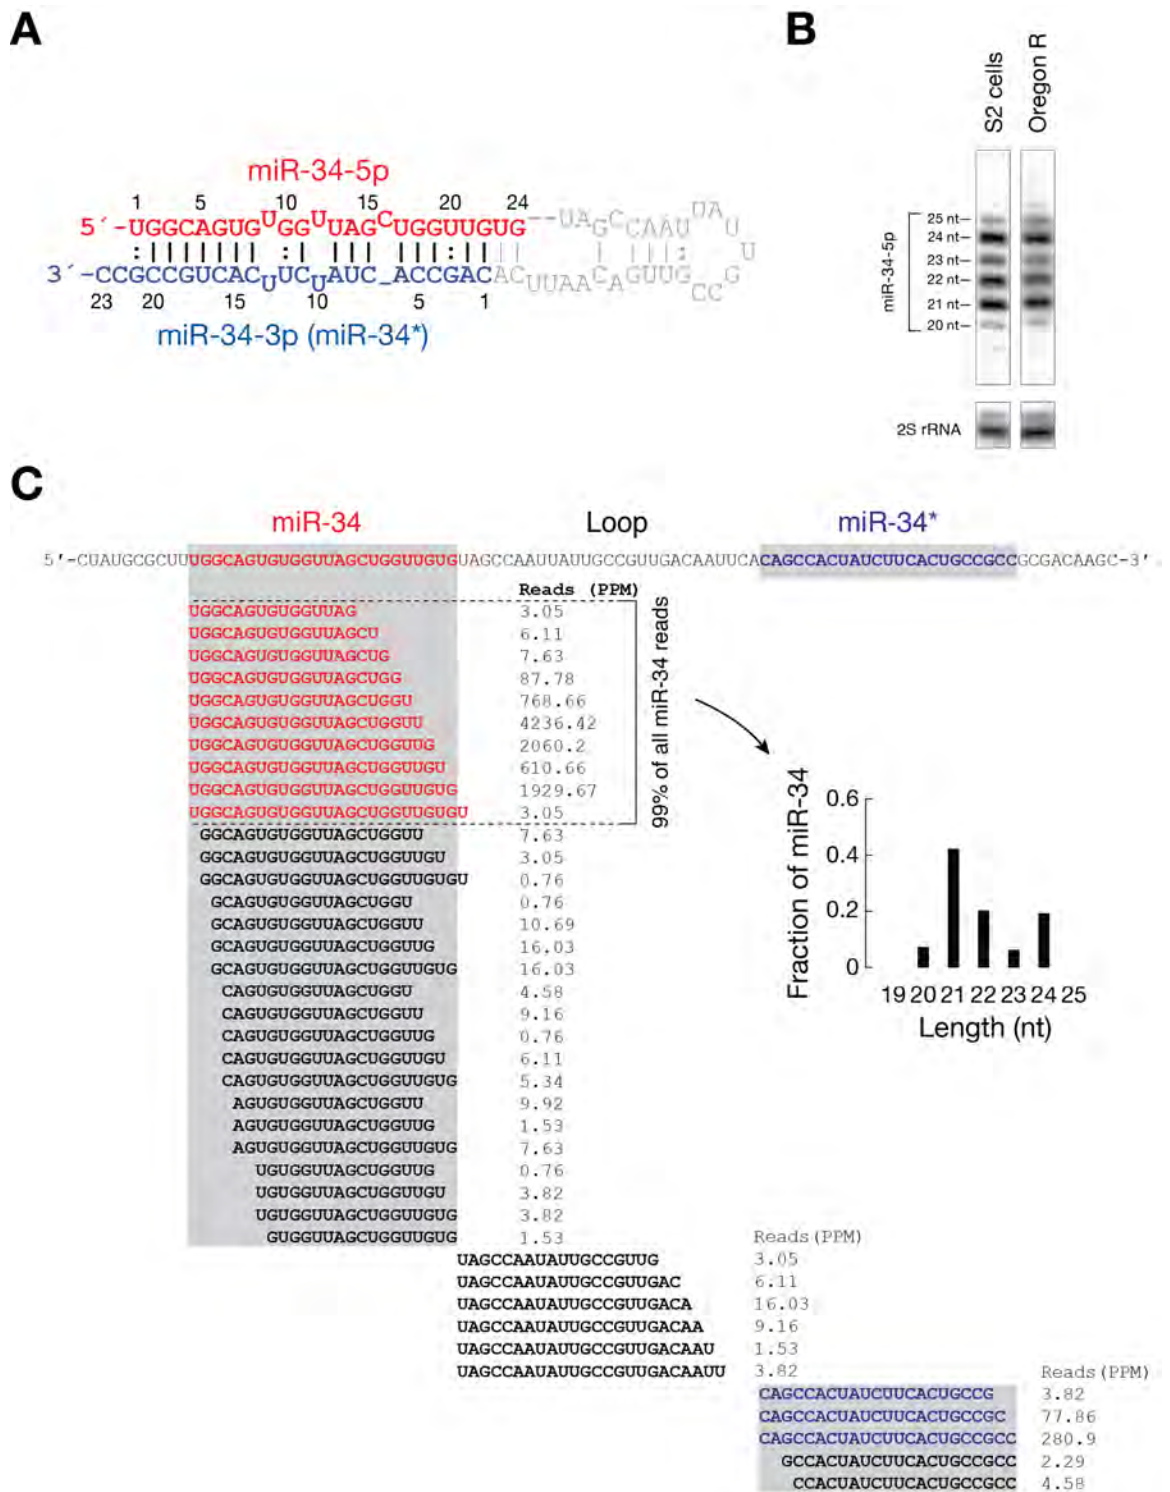 A
miR-34-5p
1 5 10 15 20 24
5´-UGGCAGUGUGGUUAGCUGGUUGUG--UAGCCAAUUAUUG
3´-CCGCCGUCACUUCUAUC_ACCGACACUUAACAGUUGCC
23 20 15 10 5 1
miR-34-3p (miR-34*)
B
S2 cells
Oregon R
miR-34-5p
25 nt
24 nt
23 nt
22 nt
21 nt
20 nt
2S rRNA
C
miR-34 Loop miR-34*
5'-CUAUGCGCUUUGGCAGUGUGGUUAGCUGGUUGUGUAGCCAAUUAUUGCCGUUGACAAUUCACAGCCACUAUCUUCACUGCCGCCGCGACAAGC-3'
Reads (PPM)
UGGCAGUGUGGUUAG 3.05
UGGCAGUGUGGUUAGCU 6.11
UGGCAGUGUGGUUAGCUG 7.63
UGGCAGUGUGGUUAGCUGG 87.78
UGGCAGUGUGGUUAGCUGGU 768.66
UGGCAGUGUGGUUAGCUGGUU 4236.42
UGGCAGUGUGGUUAGCUGGUUG 2060.2
UGGCAGUGUGGUUAGCUGGUUGU 610.66
UGGCAGUGUGGUUAGCUGGUUGUG 1929.67
UGGCAGUGUGGUUAGCUGGUUGUGU 3.05
99% of all miR-34 reads
GGCAGUGUGGUUAGCUGGUU 7.63
GGCAGUGUGGUUAGCUGGUUGU 3.05
GGCAGUGUGGUUAGCUGGUUGUGU 0.76
GCAGUGUGGUUAGCUGGU 0.76
GCAGUGUGGUUAGCUGGUU 10.69
GCAGUGUGGUUAGCUGGUUG 16.03
GCAGUGUGGUUAGCUGGUUGUG 16.03
CAGUGUGGUUAGCUGGU 4.58
CAGUGUGGUUAGCUGGUU 9.16
CAGUGUGGUUAGCUGGUUG 0.76
CAGUGUGGUUAGCUGGUUGU 6.11
CAGUGUGGUUAGCUGGUUGUG 5.34
AGUGUGGUUAGCUGGUU 9.92
AGUGUGGUUAGCUGGUUG 1.53
AGUGUGGUUAGCUGGUUGUG 7.63
UGUGGUUAGCUGGUUG 0.76
UGUGGUUAGCUGGUUGU 3.82
UGUGGUUAGCUGGUUGUG 3.82
GUGGUUAGCUGGUUGUG 1.53
Fraction of miR-34
0.6
0.4
0.2
0
19 20 21 22 23 24 25
Length (nt)
Reads(PPM)
UAGCCAAUAUUGCCGUUG 3.05
UAGCCAAUAUUGCCGUUGAC 6.11
UAGCCAAUAUUGCCGUUGACA 16.03
UAGCCAAUAUUGCCGUUGACAA 9.16
UAGCCAAUAUUGCCGUUGACAAU 1.53
UAGCCAAUAUUGCCGUUGACAAUU 3.82
Reads(PPM)
CAGCCACUAUCUUCACUGCCG 3.82
CAGCCACUAUCUUCACUGCCGC 77.86
CAGCCACUAUCUUCACUGCCGCC 280.9
GCCACUAUCUUCACUGCCGCC 2.29
CCACUAUCUUCACUGCCGCC 4.58